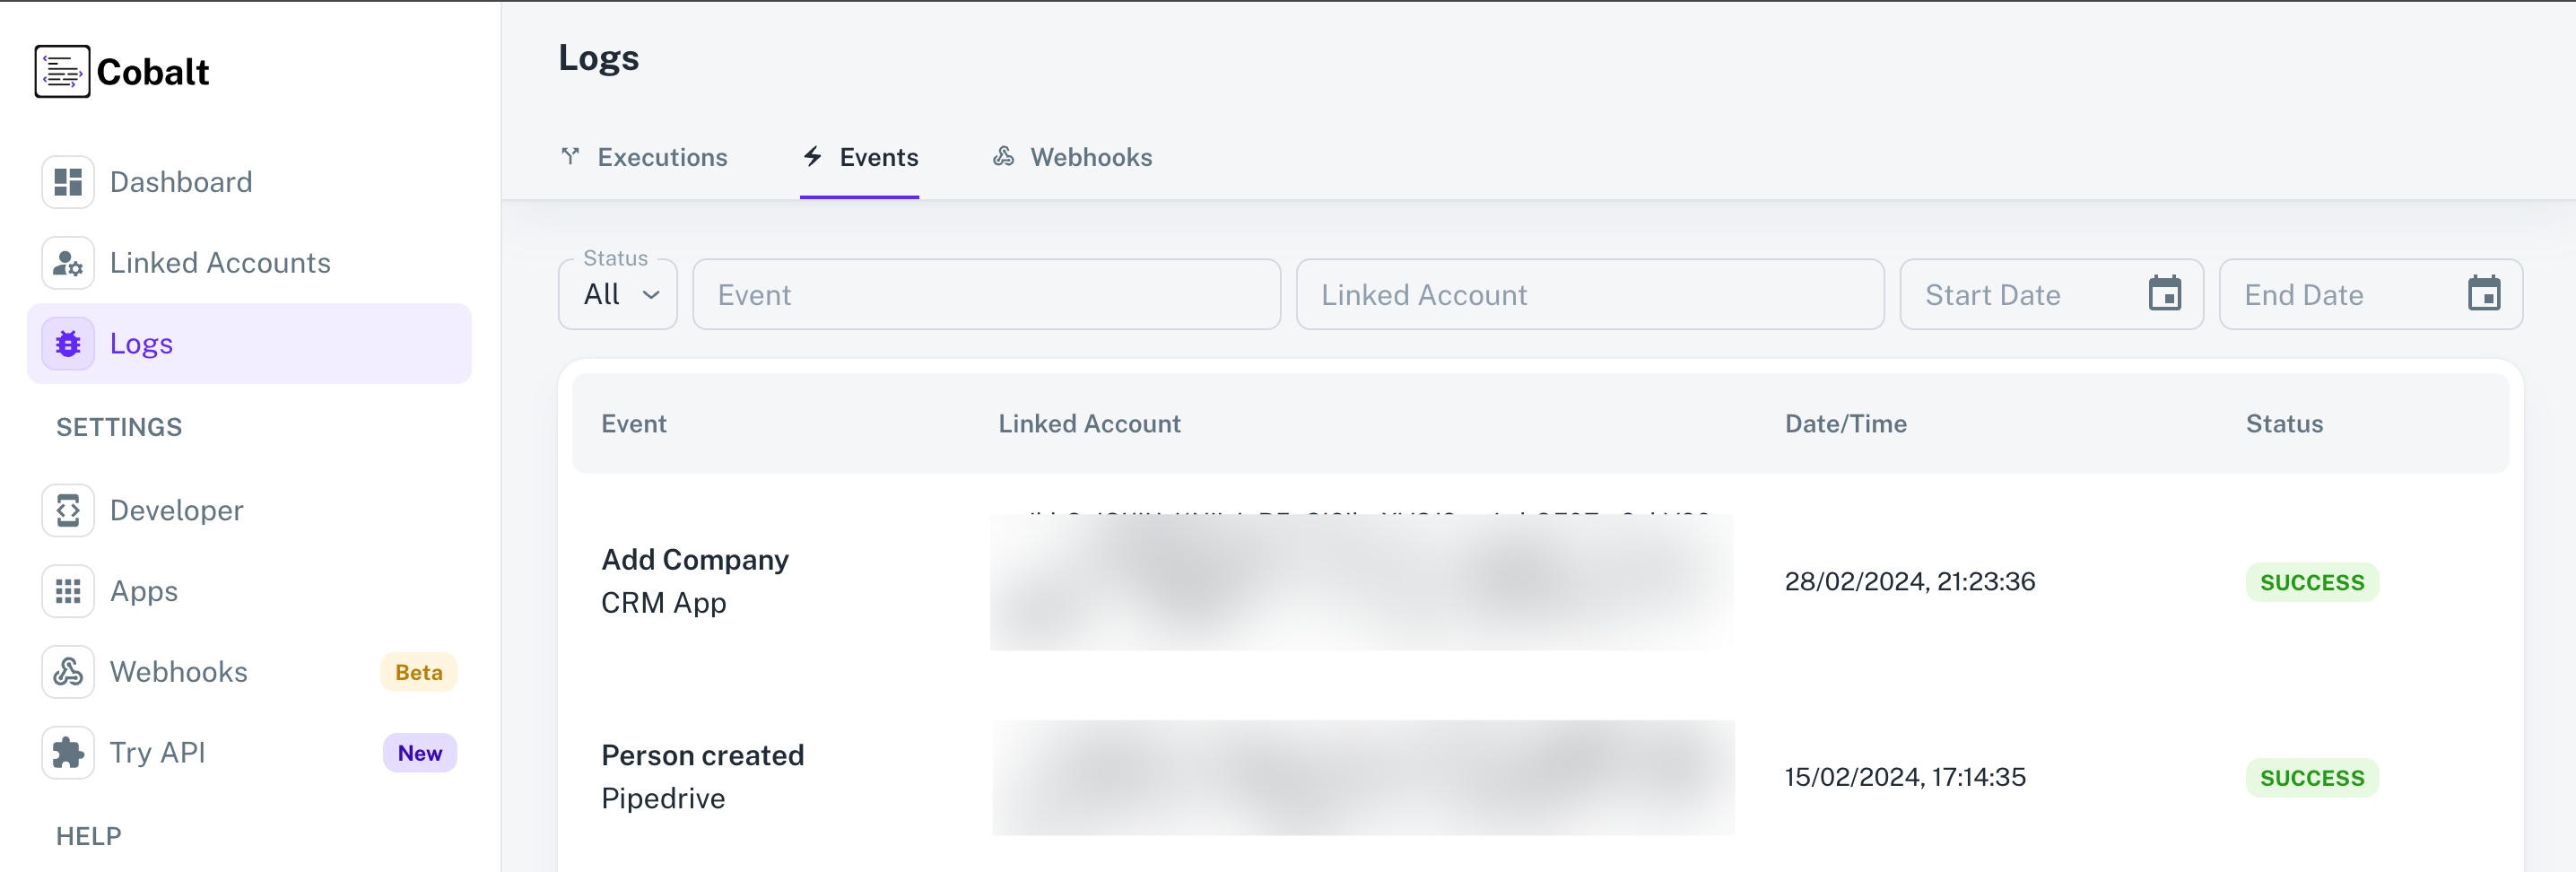 Cobalt
Dashboard
Linked Accounts
Logs
SETTINGS
Developer
Apps
Webhooks Beta
Try API New
HELP
Logs
Executions Events Webhooks
Status
All Event Linked Account Start Date End Date
Event Linked Account Date/Time Status
Add Company
CRM App
28/02/2024, 21:23:36 SUCCESS
Person created
Pipedrive
15/02/2024, 17:14:35 SUCCESS